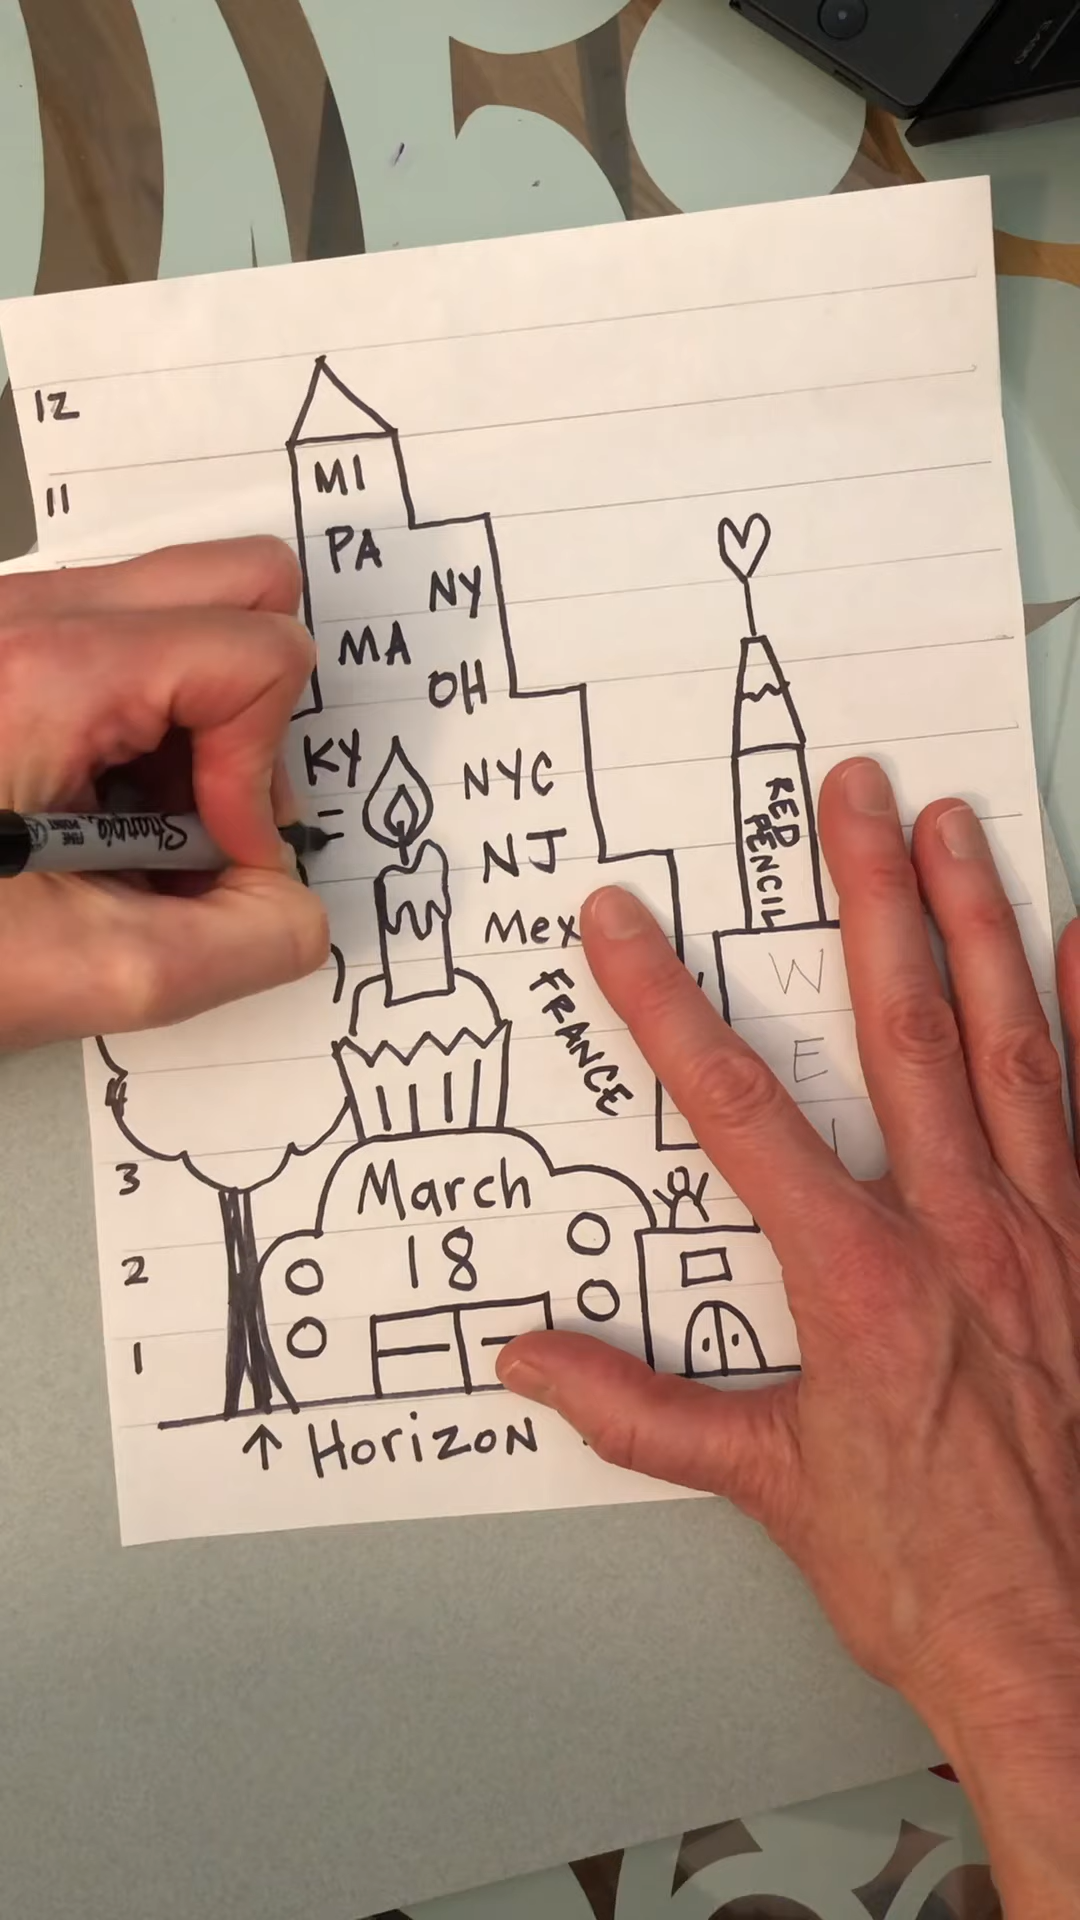 12
11
MI
PA
NY
MA
OH
KY
NYC
NJ
Mex
FRANCE
RED
PENCIL
W
E
Sharpie
FINE
POINT
3
March
2
18
1
↑ Horizon